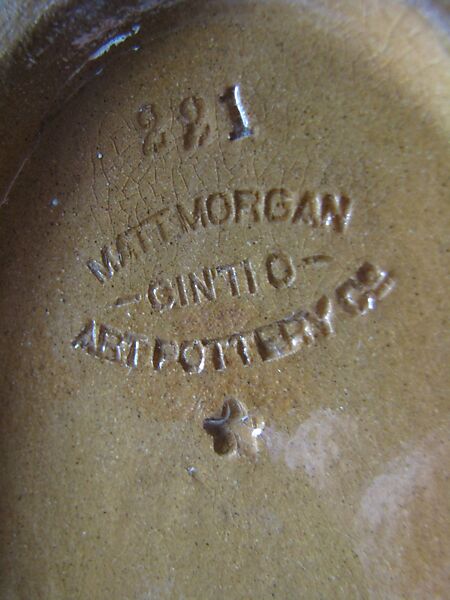 221
MATT. MORGAN
– CIN'TI O –
ART POTTERY Co.